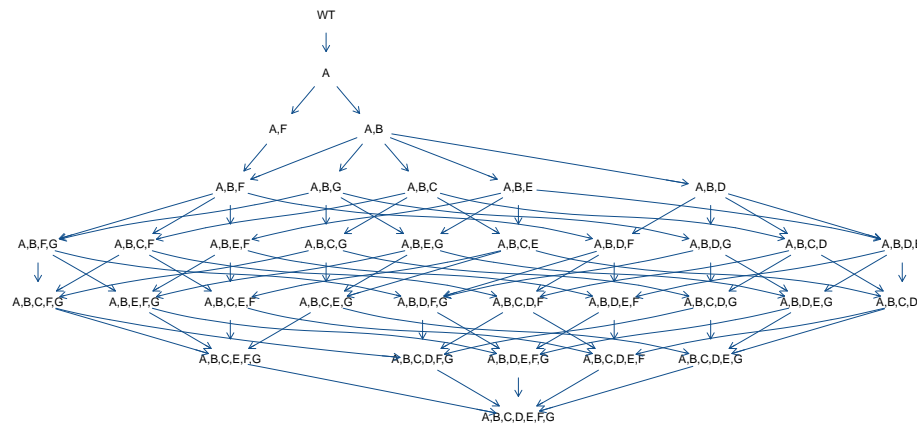 WT
A
A,F A,B
A,B,F A,B,G A,B,C A,B,E A,B,D
A,B,F,G A,B,C,F A,B,E,F A,B,C,G A,B,E,G A,B,C,E A,B,D,F A,B,D,G A,B,C,D A,B,D,E
A,B,C,F,G A,B,E,F,G A,B,C,E,F A,B,C,E,G A,B,D,F,G A,B,C,D,F A,B,D,E,F A,B,C,D,G A,B,D,E,G A,B,C,D
A,B,C,E,F,G A,B,C,D,F,G A,B,D,E,F,G A,B,C,D,E,F A,B,C,D,E,G
A,B,C,D,E,F,G